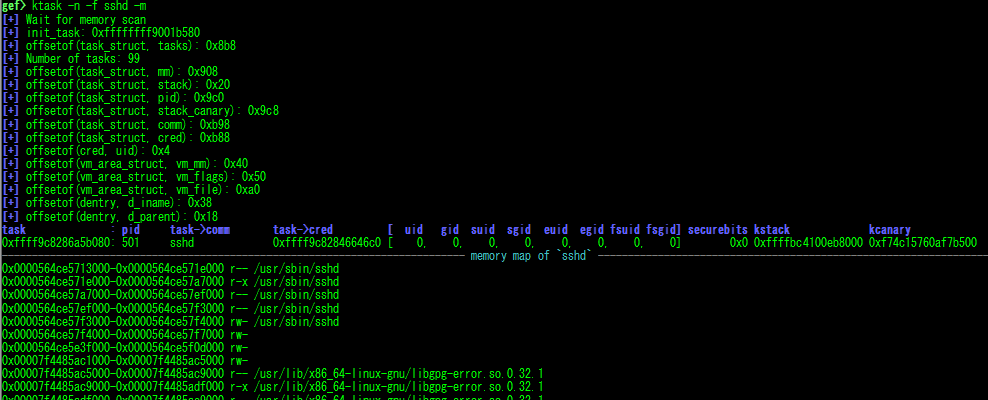 gef> ktask -n -f sshd -m
[+] Wait for memory scan
[+] init_task: 0xffffffff9001b580
[+] offsetof(task_struct, tasks): 0x8b8
[+] Number of tasks: 99
[+] offsetof(task_struct, mm): 0x908
[+] offsetof(task_struct, stack): 0x20
[+] offsetof(task_struct, pid): 0x9c0
[+] offsetof(task_struct, stack_canary): 0x9c8
[+] offsetof(task_struct, comm): 0xb98
[+] offsetof(task_struct, cred): 0xb88
[+] offsetof(cred, uid): 0x4
[+] offsetof(vm_area_struct, vm_mm): 0x40
[+] offsetof(vm_area_struct, vm_flags): 0x50
[+] offsetof(vm_area_struct, vm_file): 0xa0
[+] offsetof(dentry, d_iname): 0x38
[+] offsetof(dentry, d_parent): 0x18
task : pid task->comm task->cred [ uid gid suid sgid euid egid fsuid fsgid] securebits kstack kcanary
0xffff9c8286a5b080: 501 sshd 0xffff9c82846646c0 [ 0, 0, 0, 0, 0, 0, 0, 0] 0x0 0xffffbc4100eb8000 0xf74c15760af7b500
memory map of `sshd`
0x0000564ce5713000-0x0000564ce571e000 r-- /usr/sbin/sshd
0x0000564ce571e000-0x0000564ce57a7000 r-x /usr/sbin/sshd
0x0000564ce57a7000-0x0000564ce57ef000 r-- /usr/sbin/sshd
0x0000564ce57ef000-0x0000564ce57f3000 r-- /usr/sbin/sshd
0x0000564ce57f3000-0x0000564ce57f4000 rw- /usr/sbin/sshd
0x0000564ce57f4000-0x0000564ce57f7000 rw-
0x0000564ce5e3f000-0x0000564ce5f0d000 rw-
0x00007f4485ac1000-0x00007f4485ac5000 rw-
0x00007f4485ac5000-0x00007f4485ac9000 r-- /usr/lib/x86_64-linux-gnu/libgpg-error.so.0.32.1
0x00007f4485ac9000-0x00007f4485adf000 r-x /usr/lib/x86_64-linux-gnu/libgpg-error.so.0.32.1